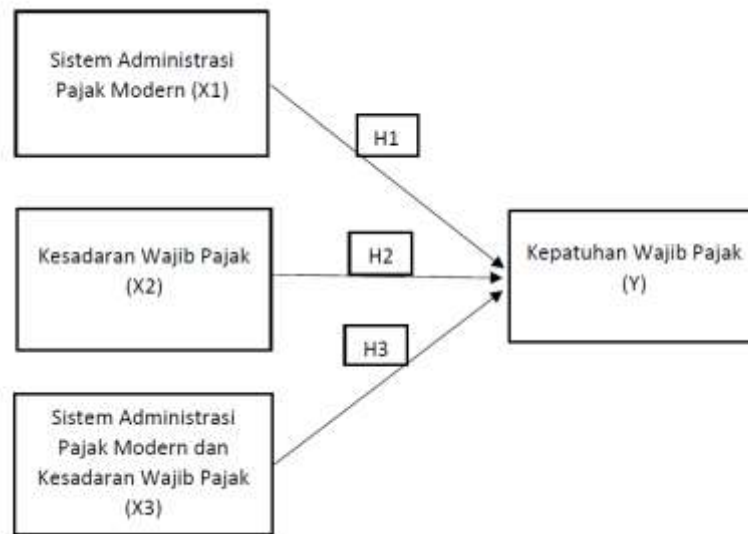 Sistem Administrasi
Pajak Modern (X1)
H1
Kesadaran Wajib Pajak
(X2)
H2
Kepatuhan Wajib Pajak
(Y)
H3
Sistem Administrasi
Pajak Modern dan
Kesadaran Wajib Pajak
(X3)